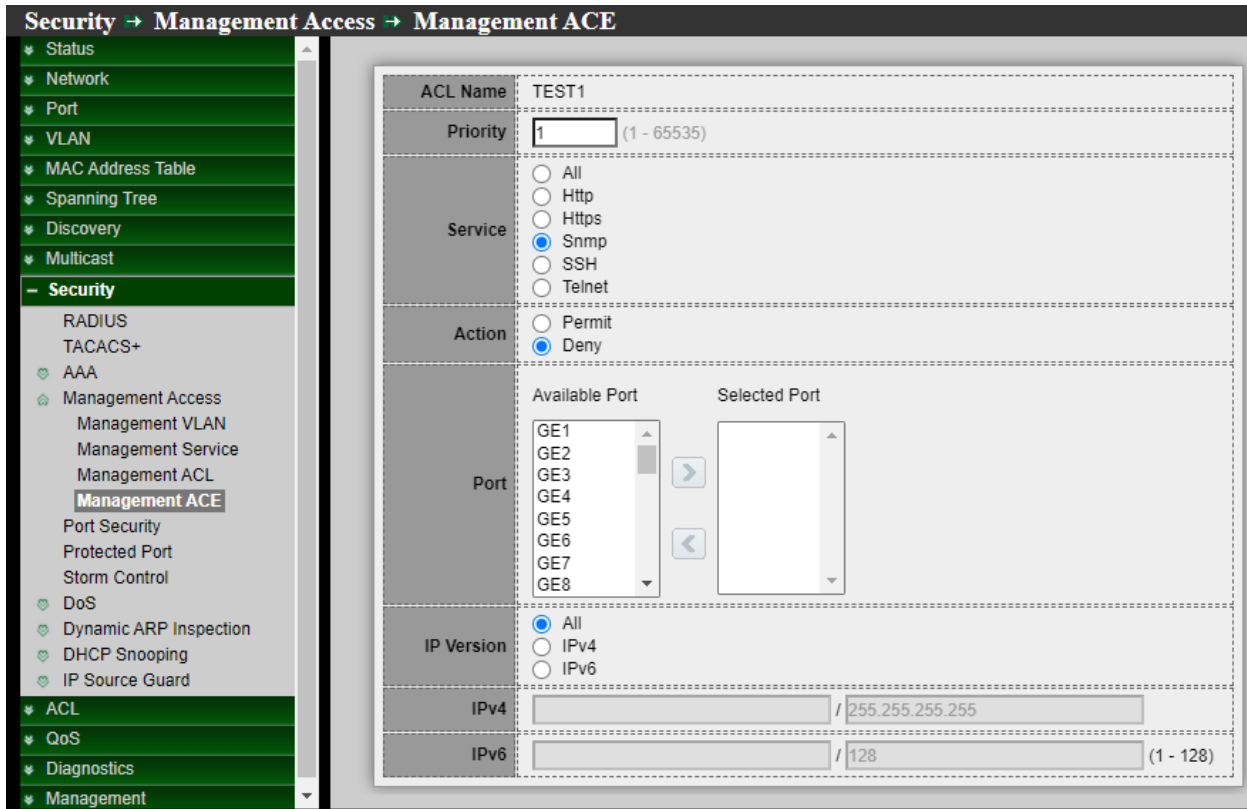 Security → Management Access → Management ACE
Status
Network
Port
VLAN
MAC Address Table
Spanning Tree
Discovery
Multicast
Security
RADIUS
TACACS+
AAA
Management Access
Management VLAN
Management Service
Management ACL
Management ACE
Port Security
Protected Port
Storm Control
DoS
Dynamic ARP Inspection
DHCP Snooping
IP Source Guard
ACL
QoS
Diagnostics
Management
ACL Name TEST1
Priority 1 (1 - 65535)
Service
All
Http
Https
Snmp
SSH
Telnet
Action
Permit
Deny
Port
Available Port Selected Port
GE1
GE2
GE3
GE4
GE5
GE6
GE7
GE8
IP Version
All
IPv4
IPv6
IPv4 / 255.255.255.255
IPv6 / 128 (1 - 128)